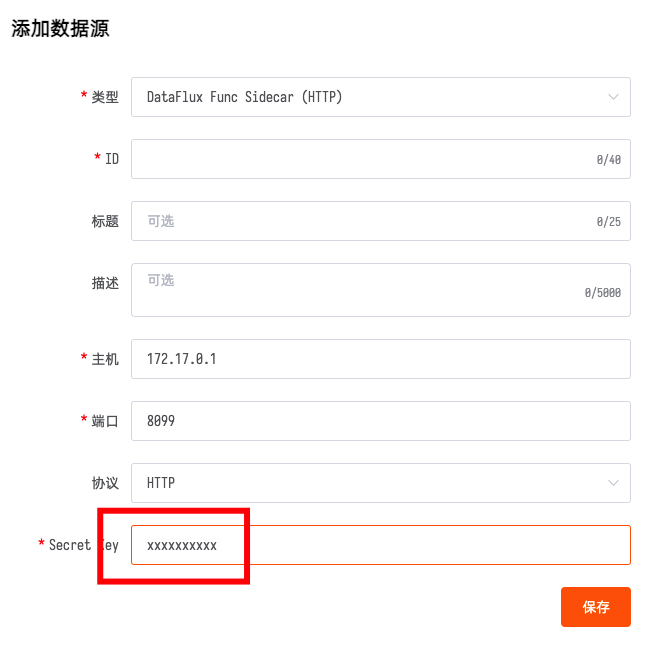 添加数据源
* 类型 DataFlux Func Sidecar (HTTP)
* ID 0/40
标题 可选 0/25
描述 可选 0/5000
* 主机 172.17.0.1
* 端口 8099
协议 HTTP
* Secret Key xxxxxxxxxx
保存